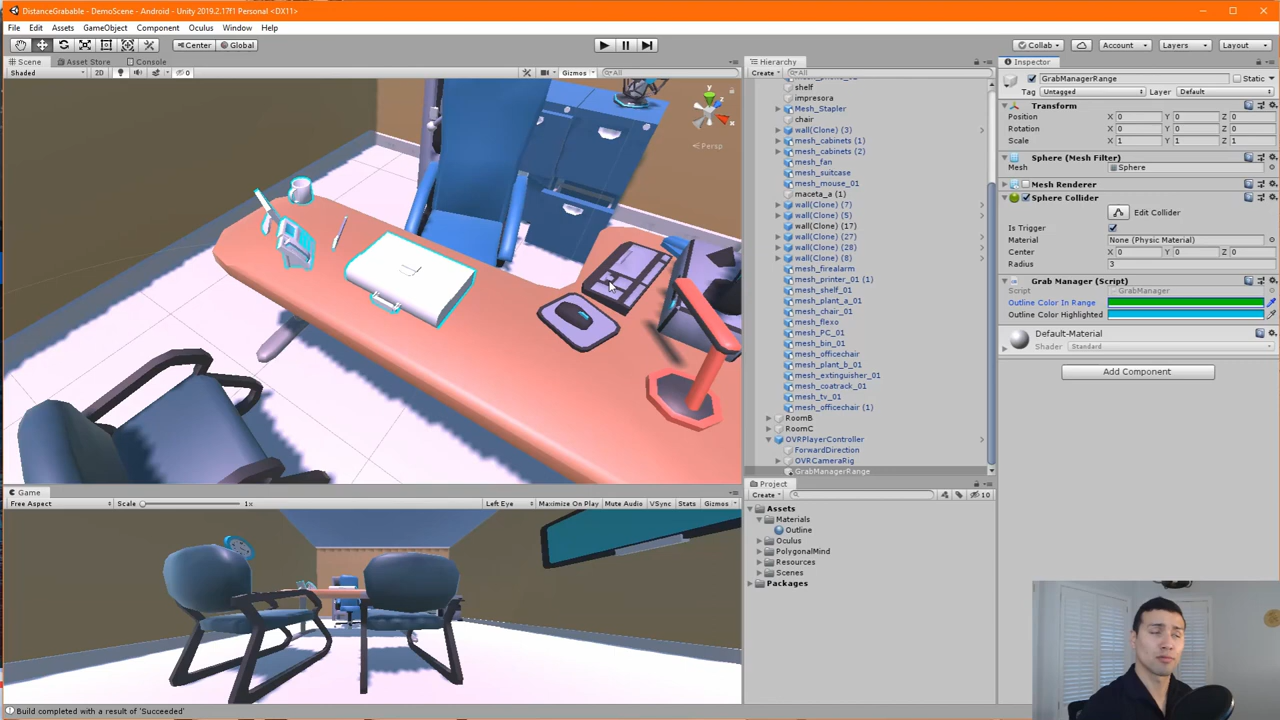 DistanceGrabable - DemoScene - Android - Unity 2019.2.17f1 Personal <DX11>
File Edit Assets GameObject Component Oculus Window Help
Center Global Collab Account Layers Layout
Scene Asset Store Console
Shaded 2D 0 Gizmos All
y
x
Persp
Hierarchy
Create All
shelf
impresora
Mesh_Stapler
chair
wall(Clone) (3)
mesh_cabinets (1)
mesh_cabinets (2)
mesh_fan
mesh_suitcase
mesh_mouse_01
maceta_a (1)
wall(Clone) (7)
wall(Clone) (5)
wall(Clone) (17)
wall(Clone) (27)
wall(Clone) (28)
wall(Clone) (8)
mesh_firealarm
mesh_printer_01 (1)
mesh_shelf_01
mesh_plant_a_01
mesh_chair_01
mesh_flexo
mesh_PC_01
mesh_bin_01
mesh_officechair
mesh_plant_b_01
mesh_extinguisher_01
mesh_coatrack_01
mesh_tv_01
mesh_officechair (1)
RoomB
RoomC
OVRPlayerController
ForwardDirection
OVRCameraRig
GrabManagerRange
Inspector
GrabManagerRange Static
Tag Untagged Layer Default
Transform
Position X 0 Y 0 Z 0
Rotation X 0 Y 0 Z 0
Scale X 1 Y 1 Z 1
Sphere (Mesh Filter)
Mesh Sphere
Mesh Renderer
Sphere Collider
Edit Collider
Is Trigger
Material None (Physic Material)
Center X 0 Y 0 Z 0
Radius 3
Grab Manager (Script)
Script GrabManager
Outline Color In Range
Outline Color Highlighted
Default-Material
Shader Standard
Add Component
Game
Free Aspect Scale 1x Left Eye Maximize On Play Mute Audio VSync Stats Gizmos
Project
Create 10
Assets
Materials
Outline
Oculus
PolygonalMind
Resources
Scenes
Packages
Build completed with a result of 'Succeeded'